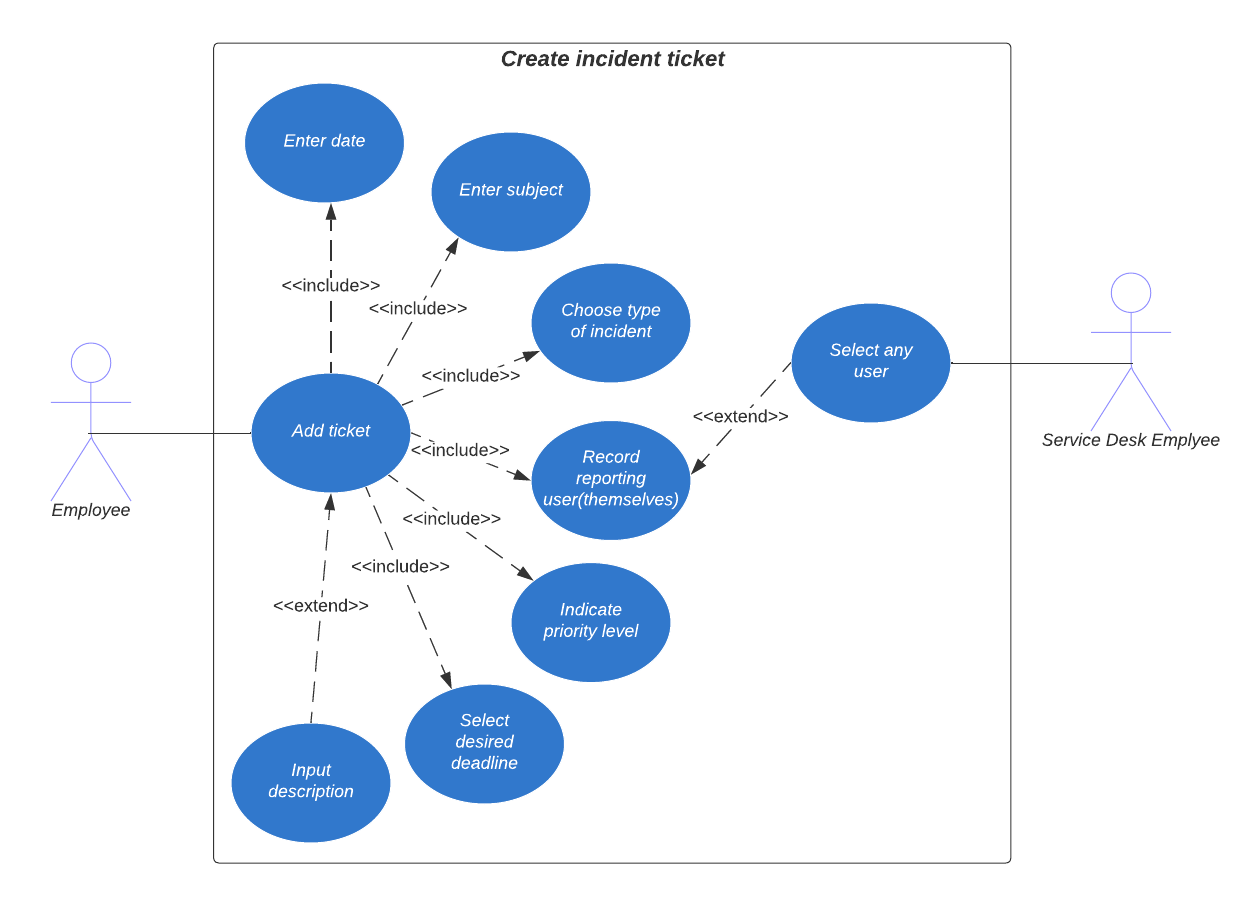 Create incident ticket
Enter date
Enter subject
<<include>>
<<include>>
Choose type
of incident
<<include>>
Select any
user
<<extend>>
Add ticket
<<include>>
Record
reporting
user(themselves)
Service Desk Emplyee
Employee
<<include>>
<<include>>
<<extend>>
Indicate
priority level
Select
desired
deadline
Input
description